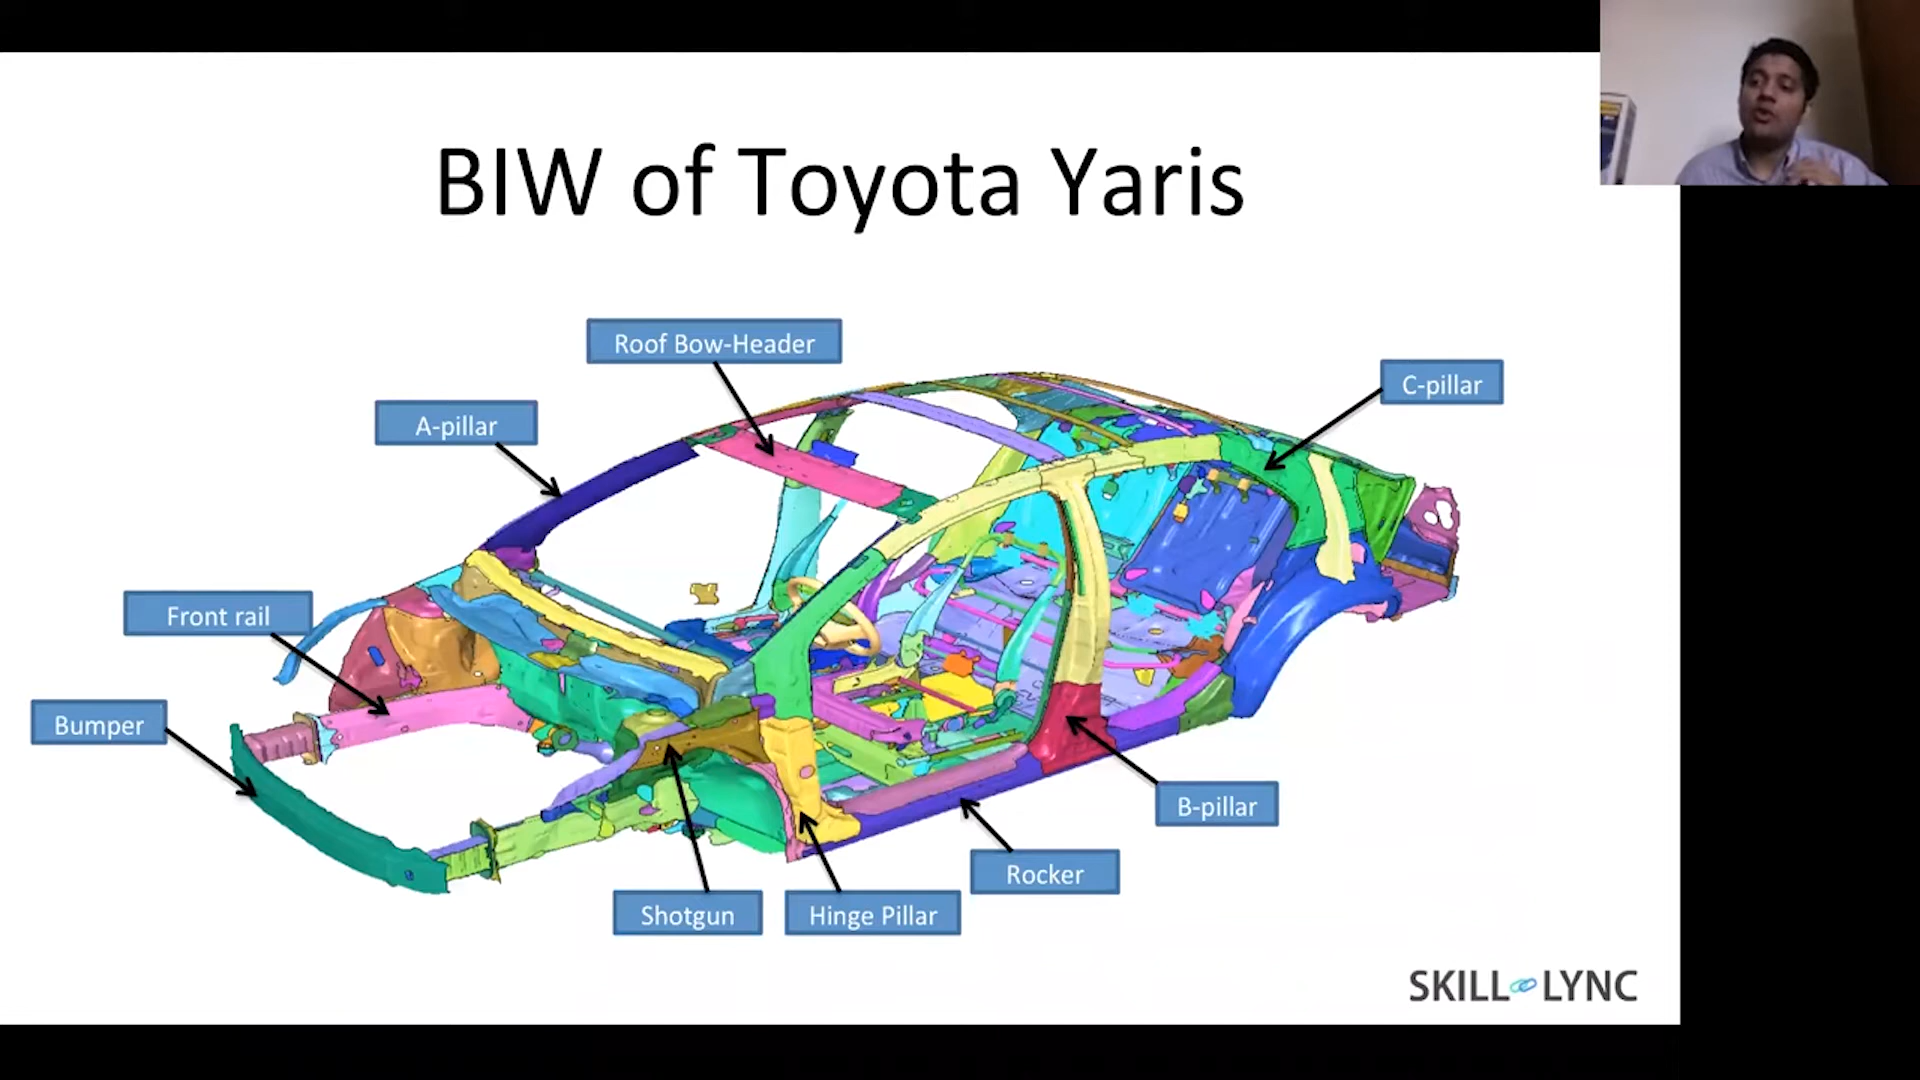 BIW of Toyota Yaris
Roof Bow-Header
C-pillar
A-pillar
Front rail
Bumper
B-pillar
Rocker
Shotgun
Hinge Pillar
SKILL LYNC